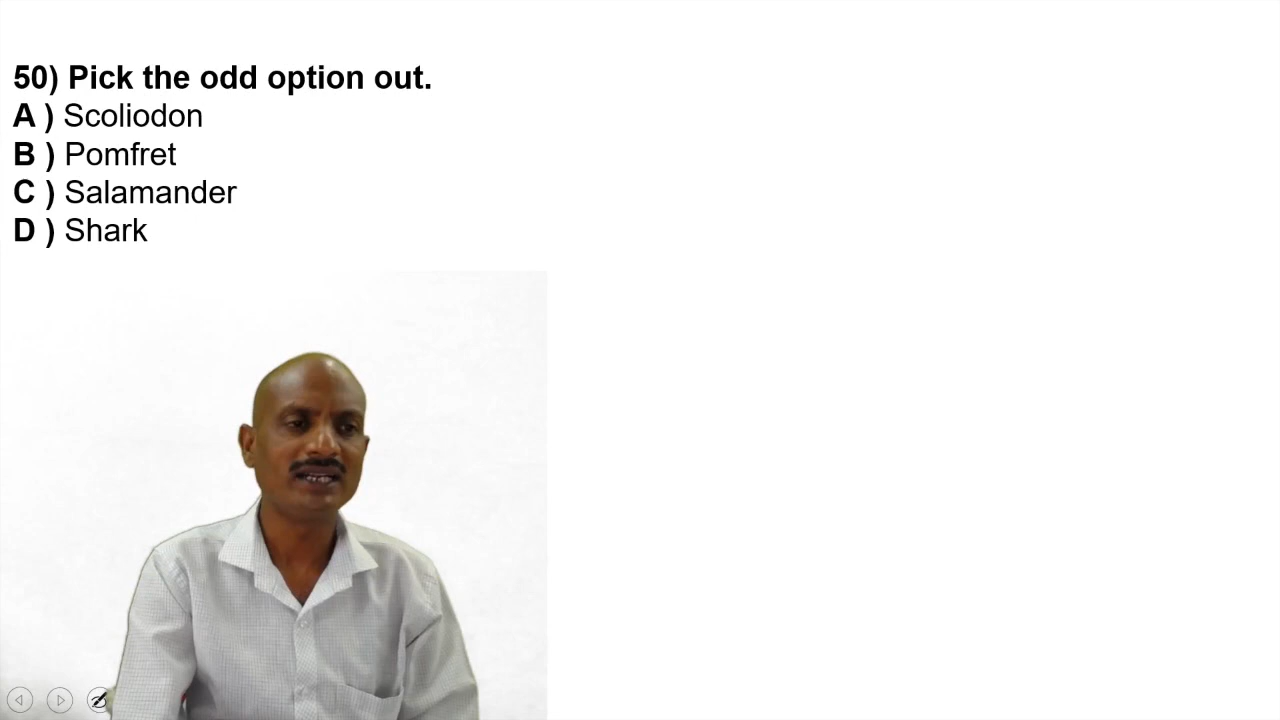 50) Pick the odd option out.
A ) Scoliodon
B ) Pomfret
C ) Salamander
D ) Shark